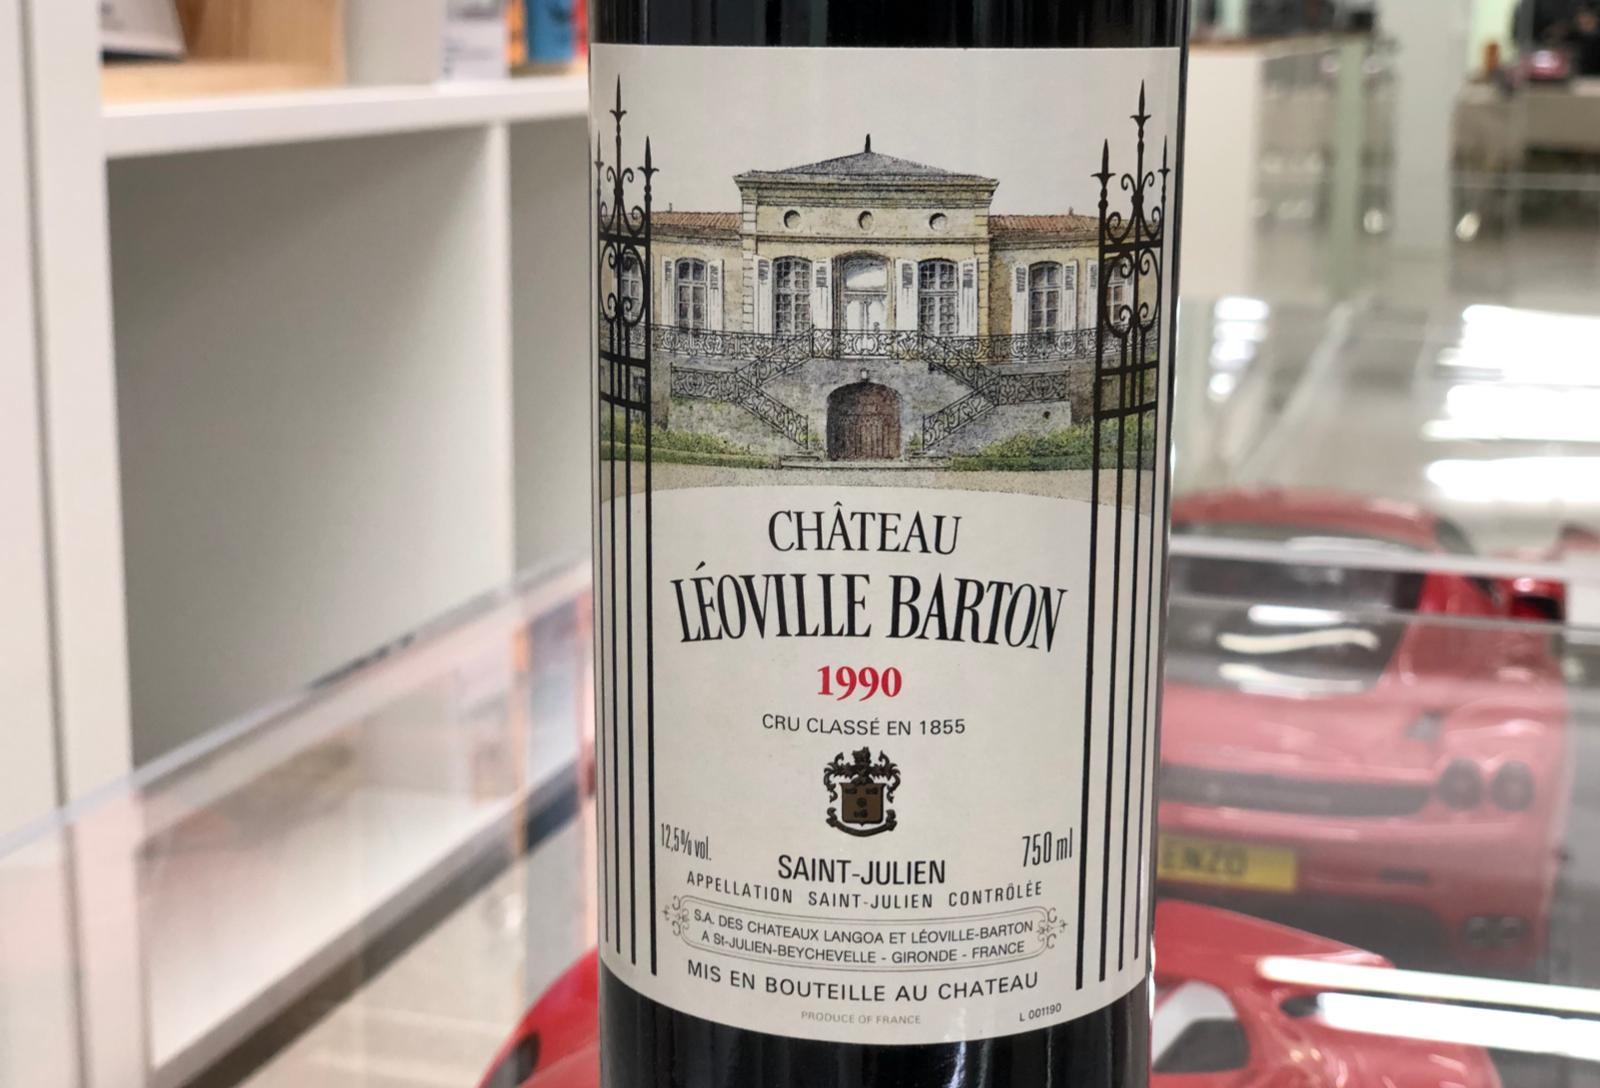 CHÂTEAU
LÉOVILLE BARTON
1990
CRU CLASSÉ EN 1855
12,5% vol.
750 ml
SAINT-JULIEN
APPELLATION SAINT-JULIEN CONTRÔLÉE
S.A. DES CHATEAUX LANGOA ET LÉOVILLE-BARTON
A St-JULIEN-BEYCHEVELLE - GIRONDE - FRANCE
MIS EN BOUTEILLE AU CHATEAU
PRODUCE OF FRANCE
L 001190
ENZO